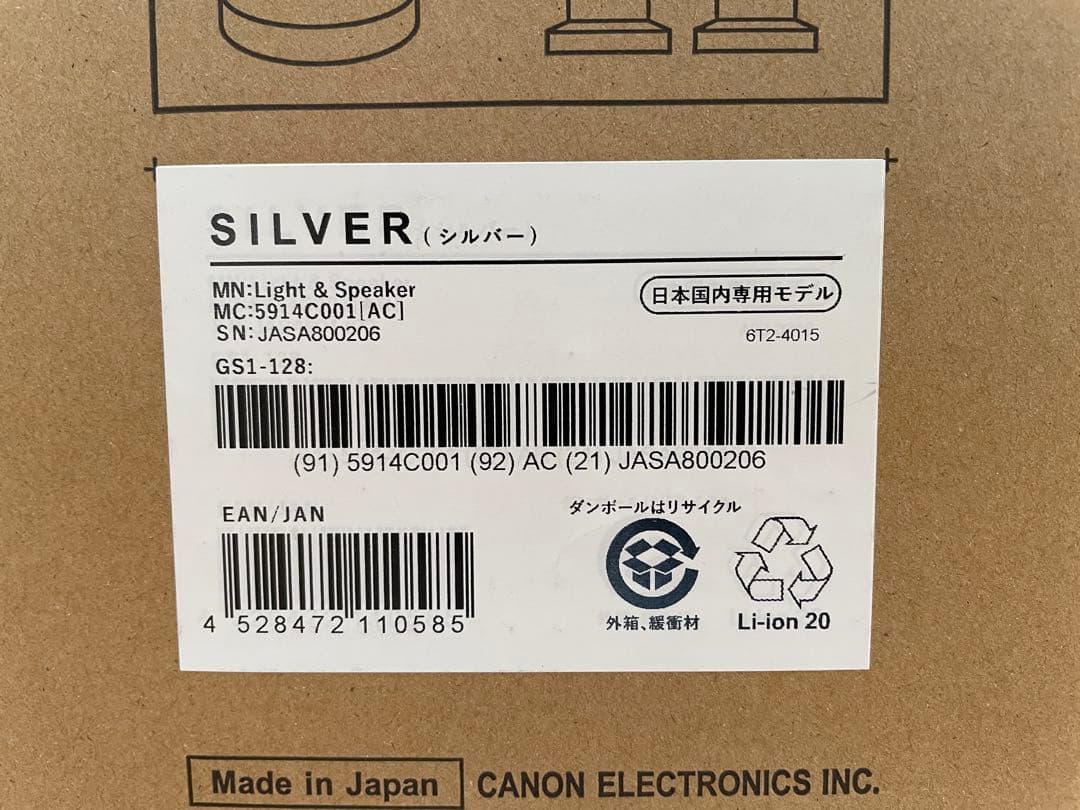 SILVER (シルバー)
MN:Light & Speaker
日本国内専用モデル
MC:5914C001[AC]
SN:JASA800206
6T2-4015
GS1-128:
(91) 5914C001 (92) AC (21) JASA800206
EAN/JAN
4 528472 110585
ダンボールはリサイクル
外箱、緩衝材
Li-ion 20
Made in Japan CANON ELECTRONICS INC.